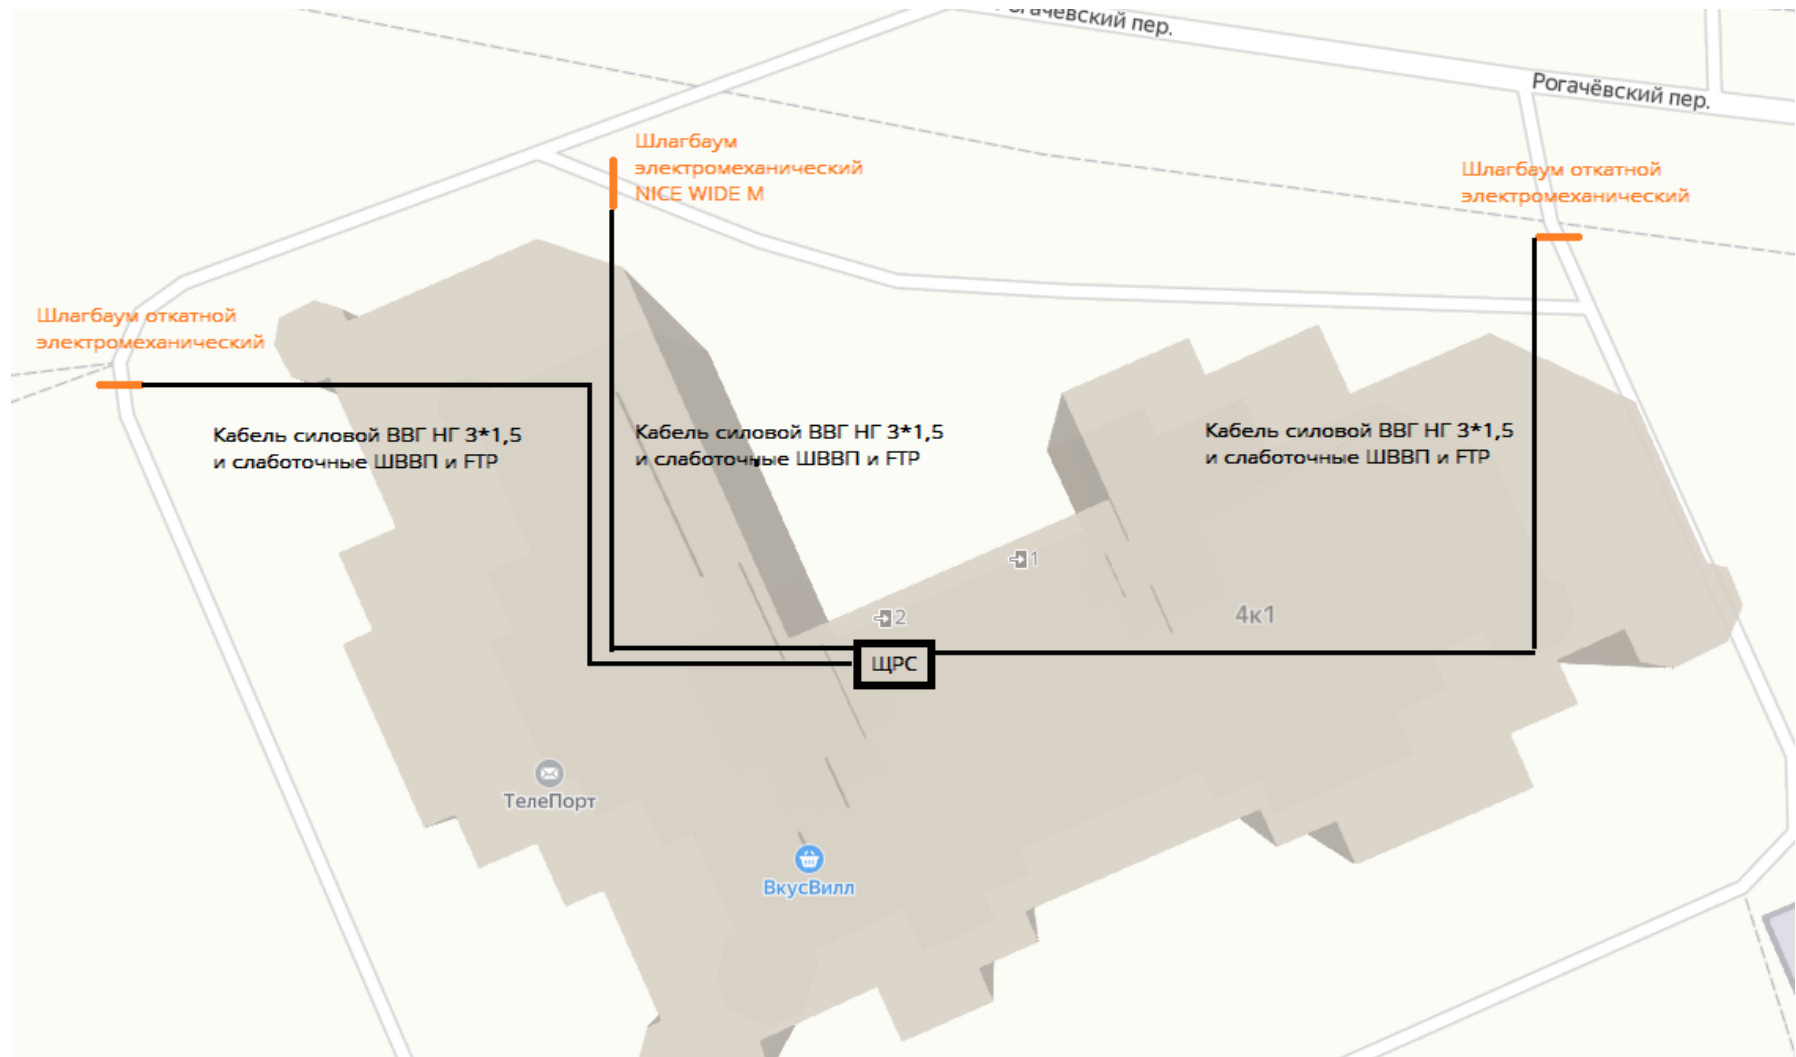 Рогачёвский пер.
Рогачёвский пер.
Шлагбаум
электромеханический
NICE WIDE M
Шлагбаум откатной
электромеханический
Шлагбаум откатной
электромеханический
Кабель силовой ВВГ НГ 3*1,5
и слаботочные ШВВП и FTP
Кабель силовой ВВГ НГ 3*1,5
и слаботочные ШВВП и FTP
Кабель силовой ВВГ НГ 3*1,5
и слаботочные ШВВП и FTP
1
2
4к1
ЩРС
ТелеПорт
ВкусВилл